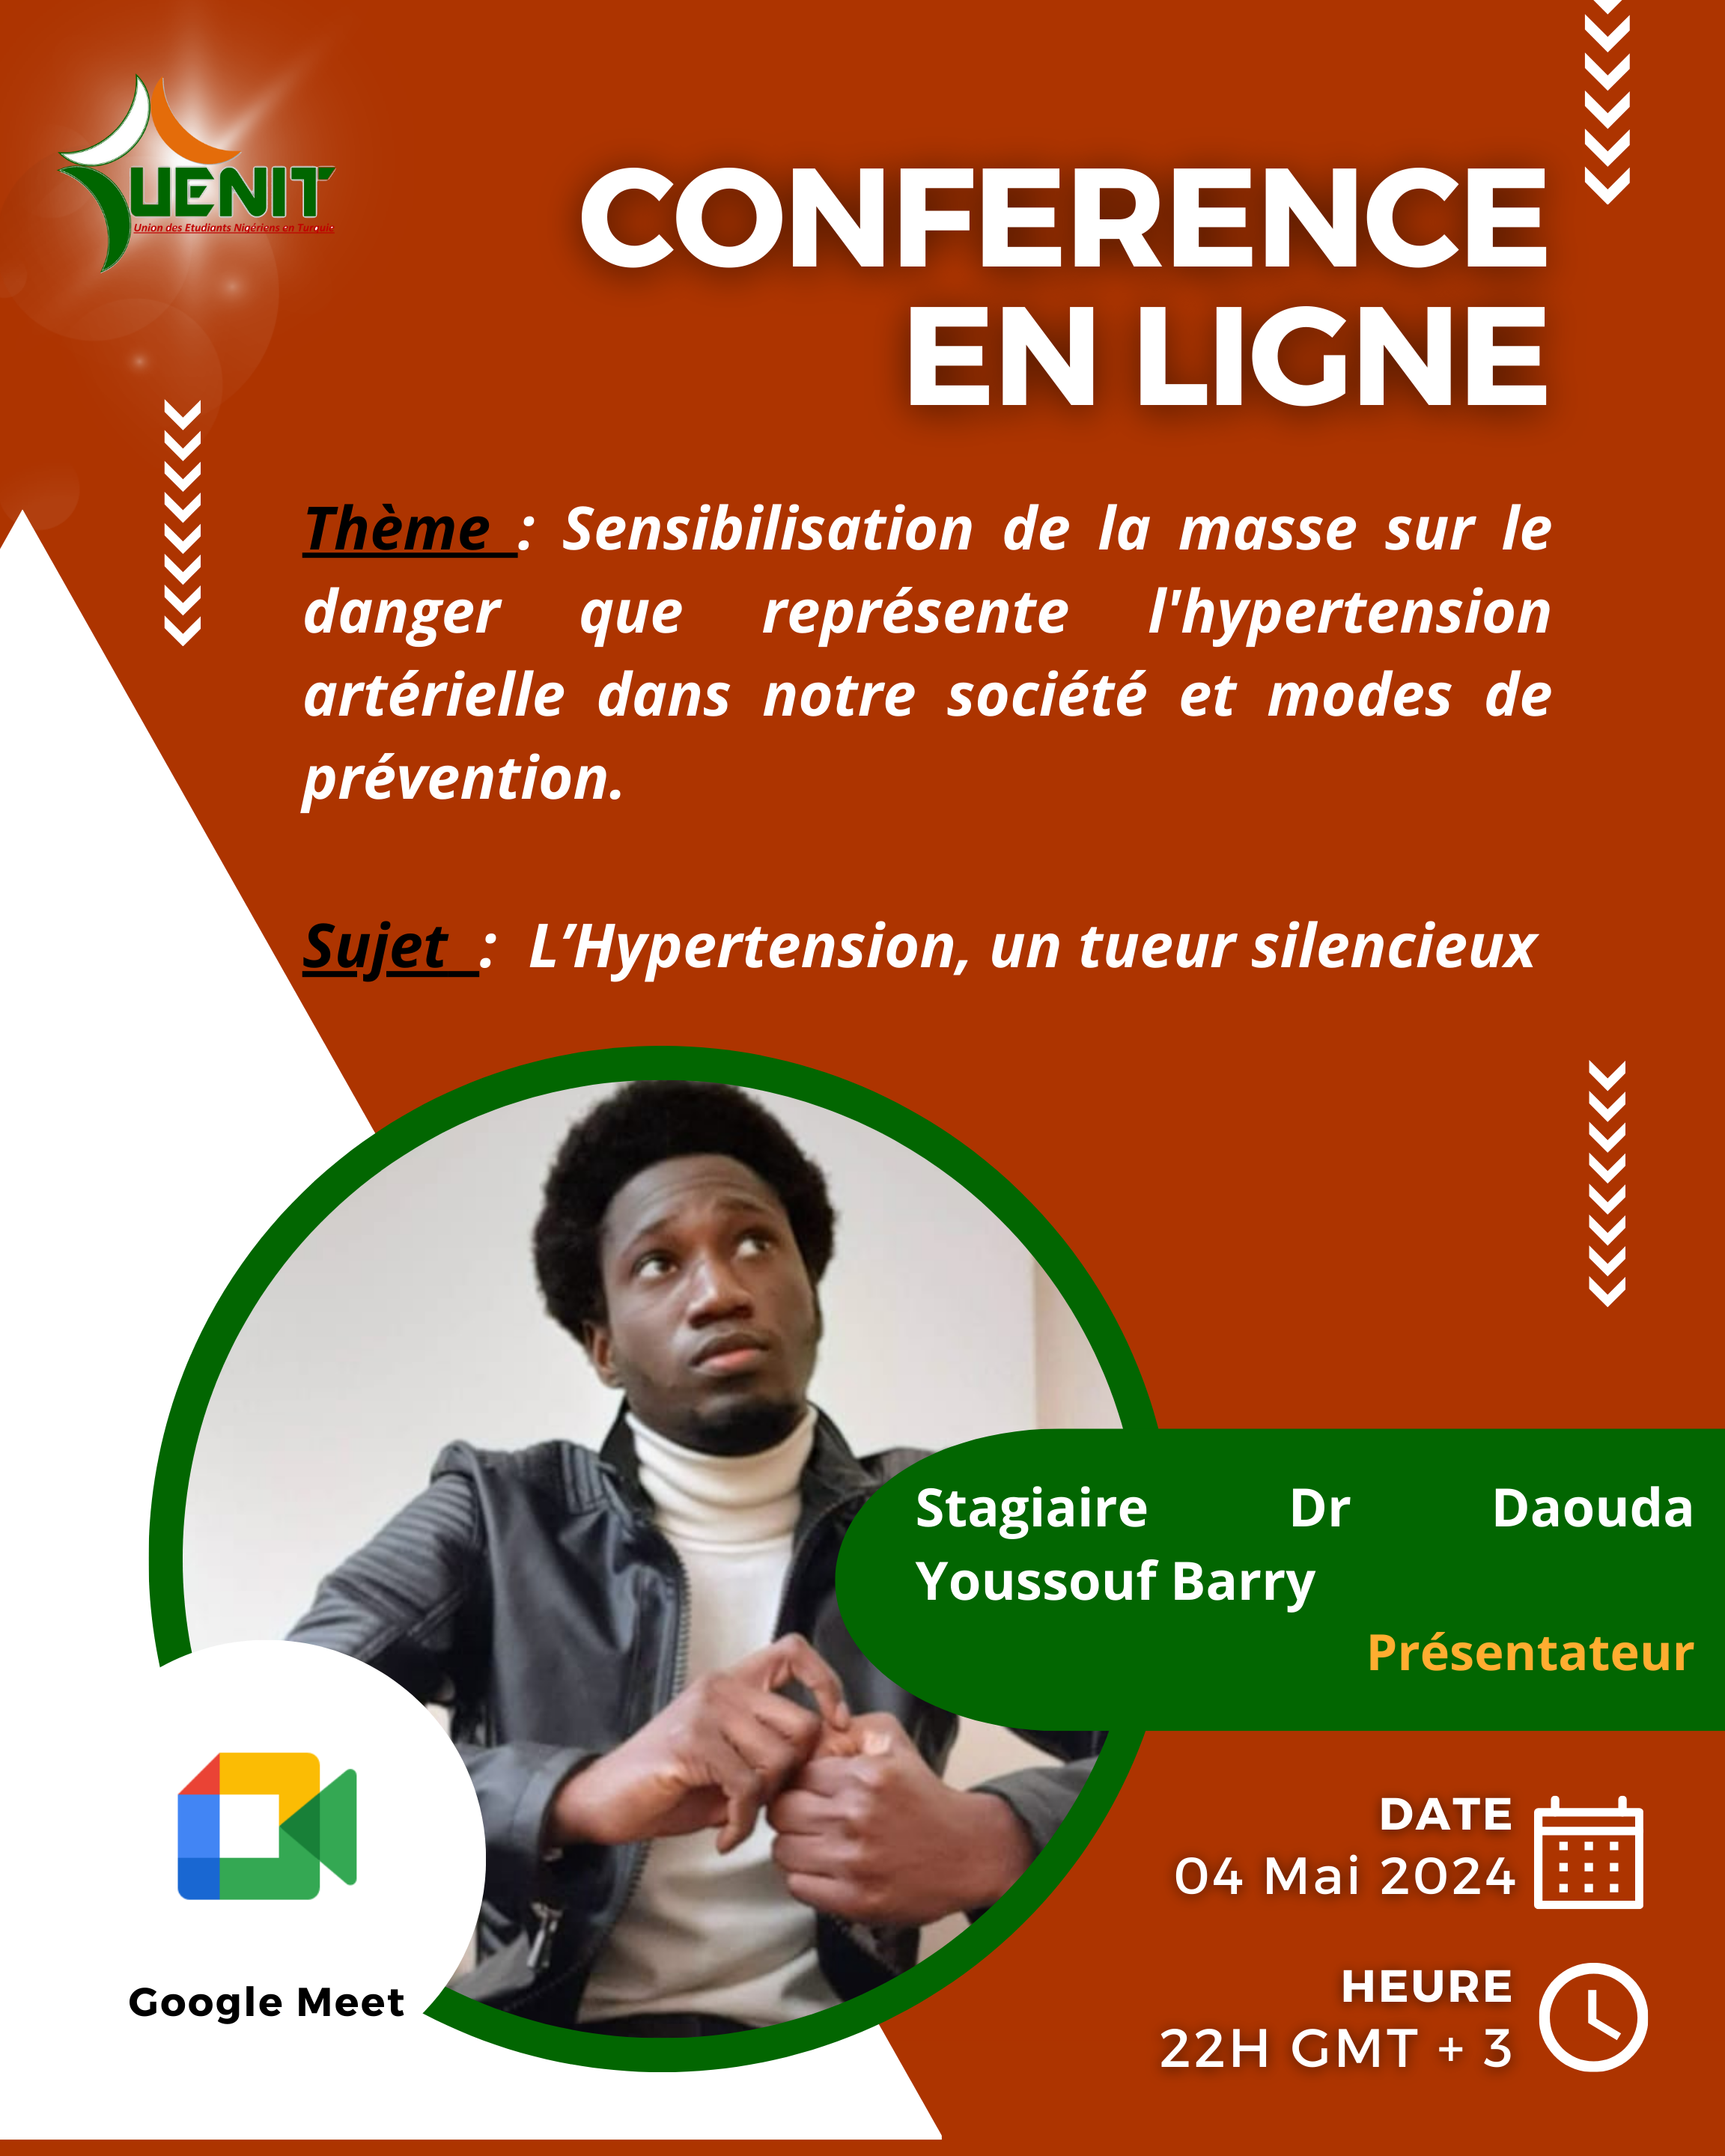 UENIT
Union des Etudiants Nigériens en Turquie
CONFERENCE
EN LIGNE
Thème : Sensibilisation de la masse sur le
danger que représente l'hypertension
artérielle dans notre société et modes de
prévention.
Sujet : L’Hypertension, un tueur silencieux
Stagiaire Dr Daouda
Youssouf Barry
Présentateur
DATE
04 Mai 2024
HEURE
22H GMT + 3
Google Meet